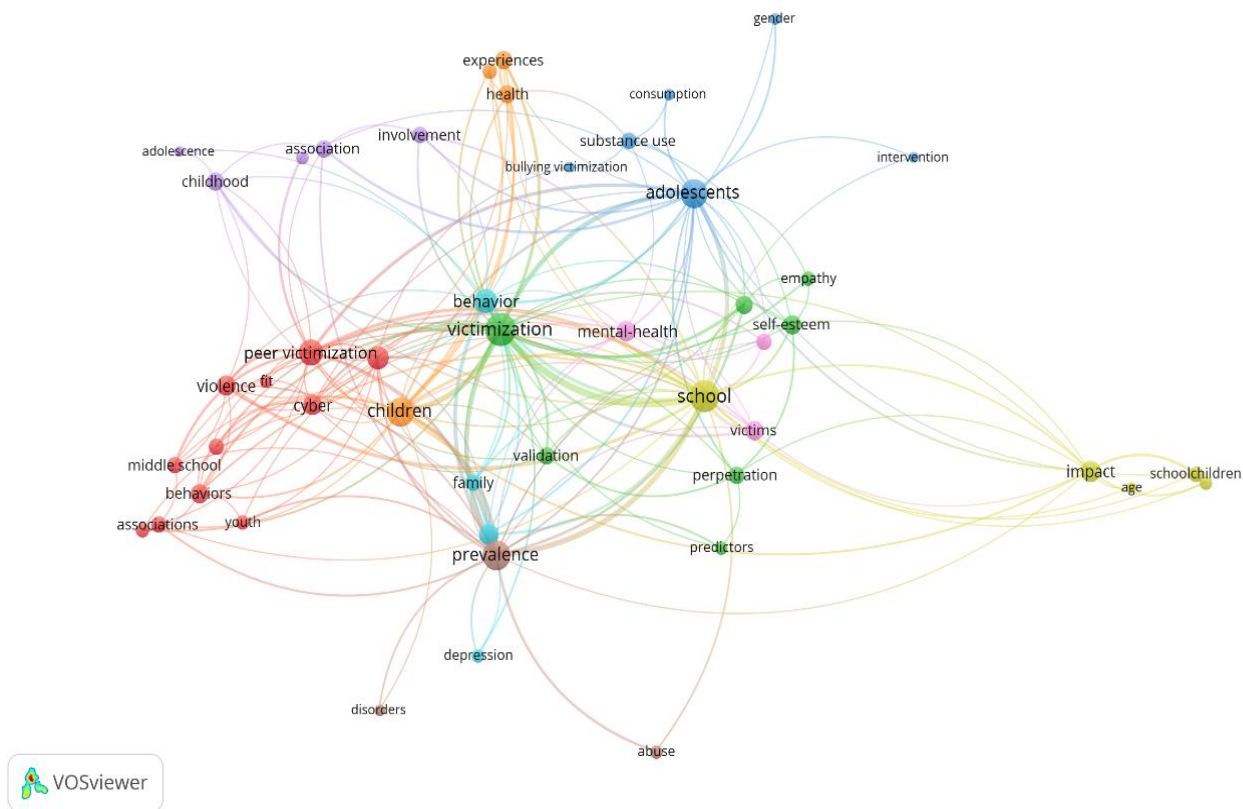 gender
experiences
health
consumption
involvement
substance use
association
adolescence
bullying victimization
intervention
childhood
adolescents
empathy
behavior
self-esteem
victimization
mental-health
peer victimization
fit
violence
school
cyber
children
victims
validation
middle school
impact
schoolchildren
perpetration
family
age
behaviors
associations
youth
predictors
prevalence
depression
disorders
abuse
VOSviewer